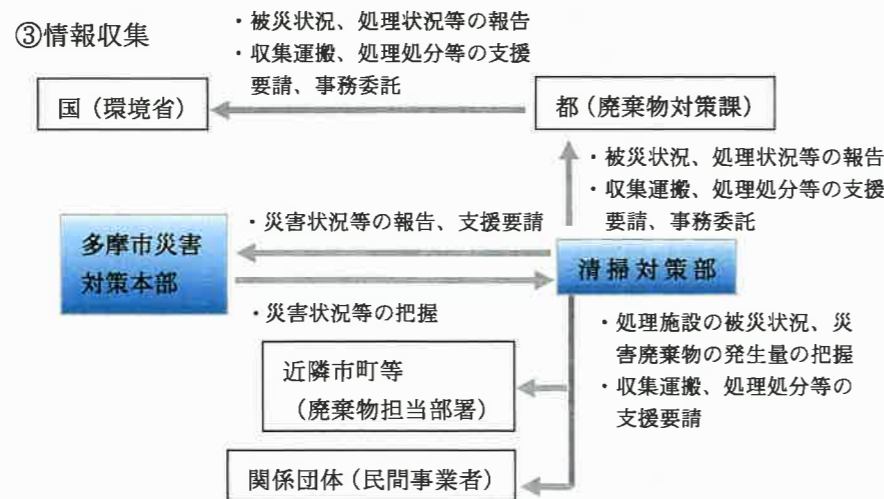 ③情報収集
・被災状況、処理状況等の報告
・収集運搬、処理処分等の支援
要請、事務委託
国（環境省）
都（廃棄物対策課）
・被災状況、処理状況等の報告
・収集運搬、処理処分等の支援
要請、事務委託
・災害状況等の報告、支援要請
多摩市災害
対策本部
清掃対策部
・災害状況等の把握
・処理施設の被災状況、災
害廃棄物の発生量の把握
・収集運搬、処理処分等の
支援要請
近隣市町等
（廃棄物担当部署）
関係団体（民間事業者）